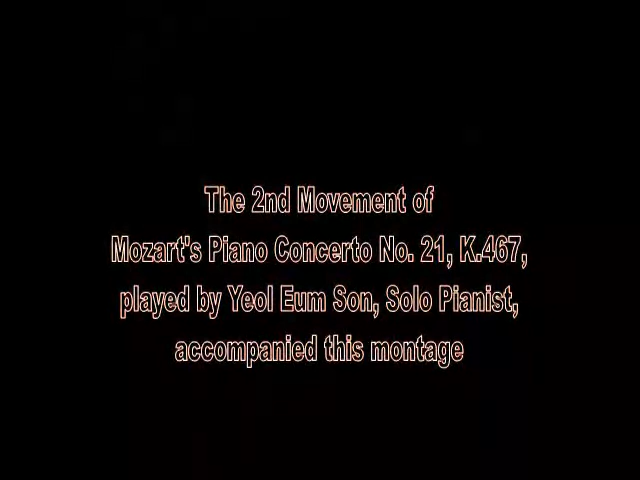 The 2nd Movement of
Mozart's Piano Concerto No. 21, K.467,
played by Yeol Eum Son, Solo Pianist,
accompanied this montage